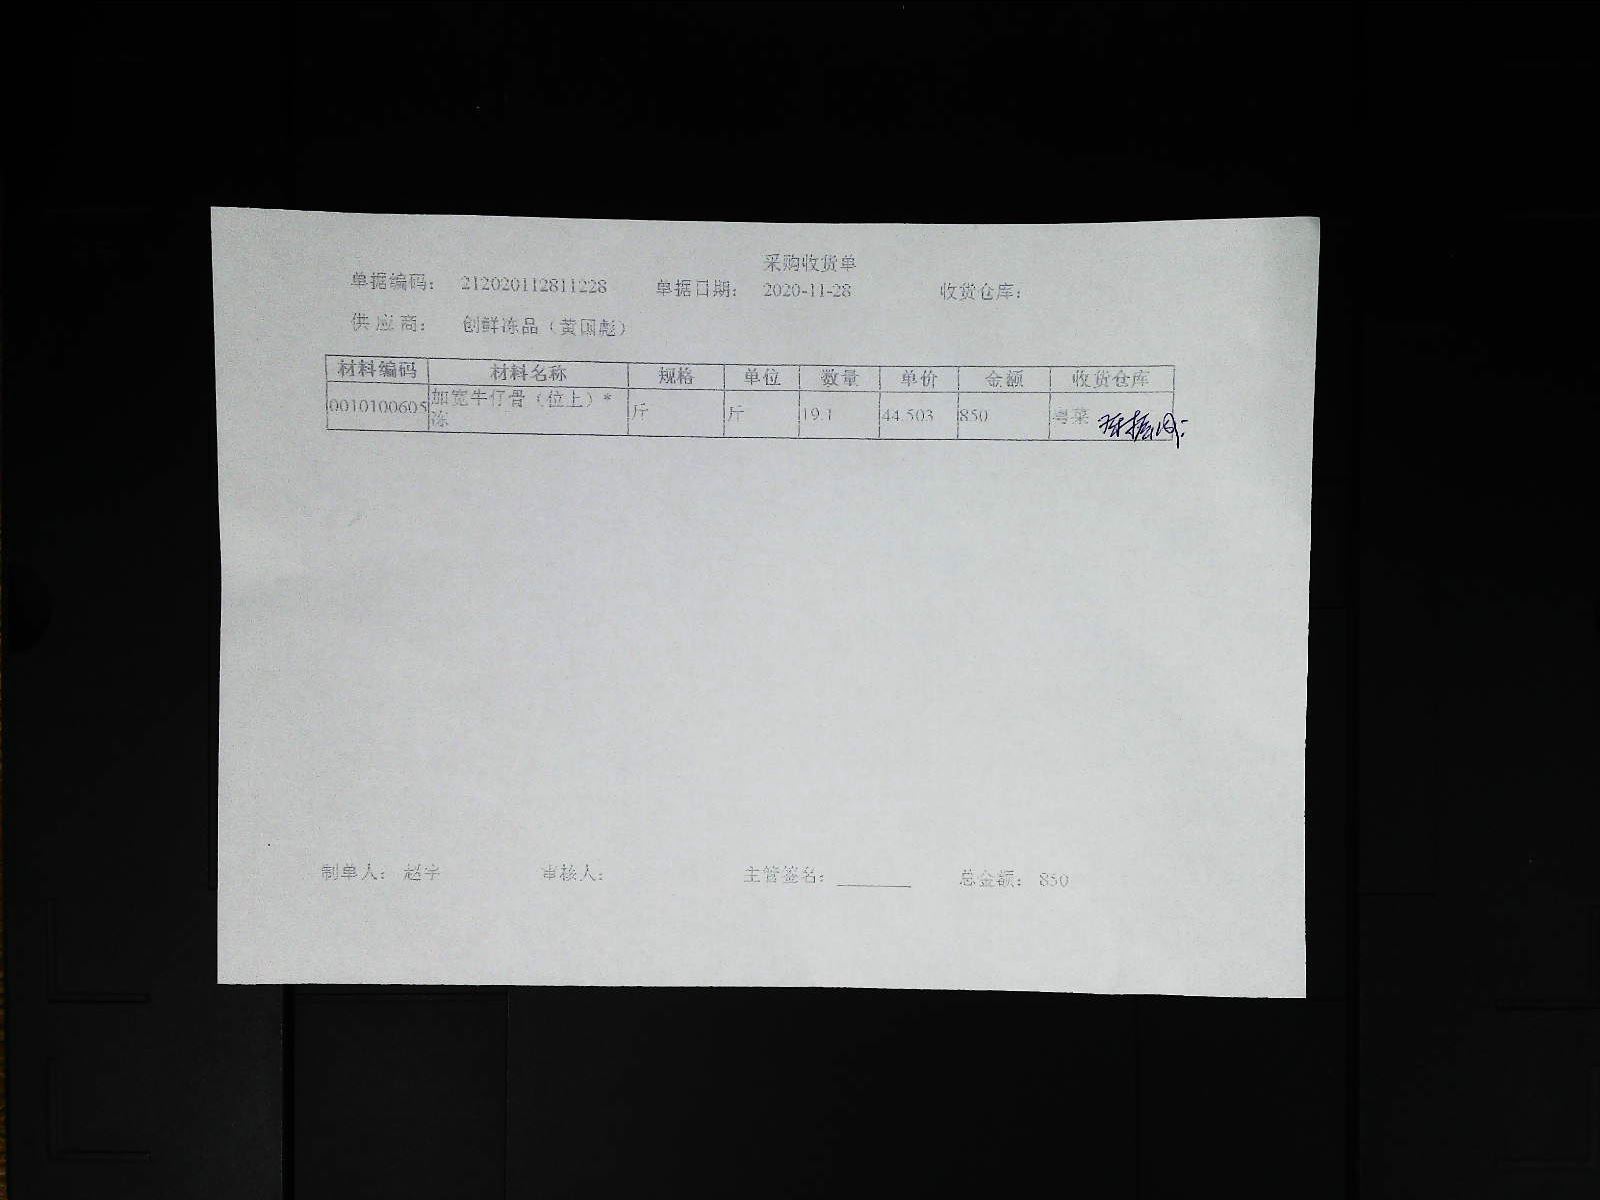 采购收货单
单据编码： 212020112811228 单据日期： 2020-11-28 收货仓库：
供 应 商： 创鲜冻品（黄国彪）
材料编码 材料名称 规格 单位 数量 单价 金额 收货仓库
0010100605 加宽牛仔骨（位上）*冻 斤 斤 19.1 44.503 850 粤菜
制单人： 赵宇 审核人： 主管签名：________ 总金额： 850